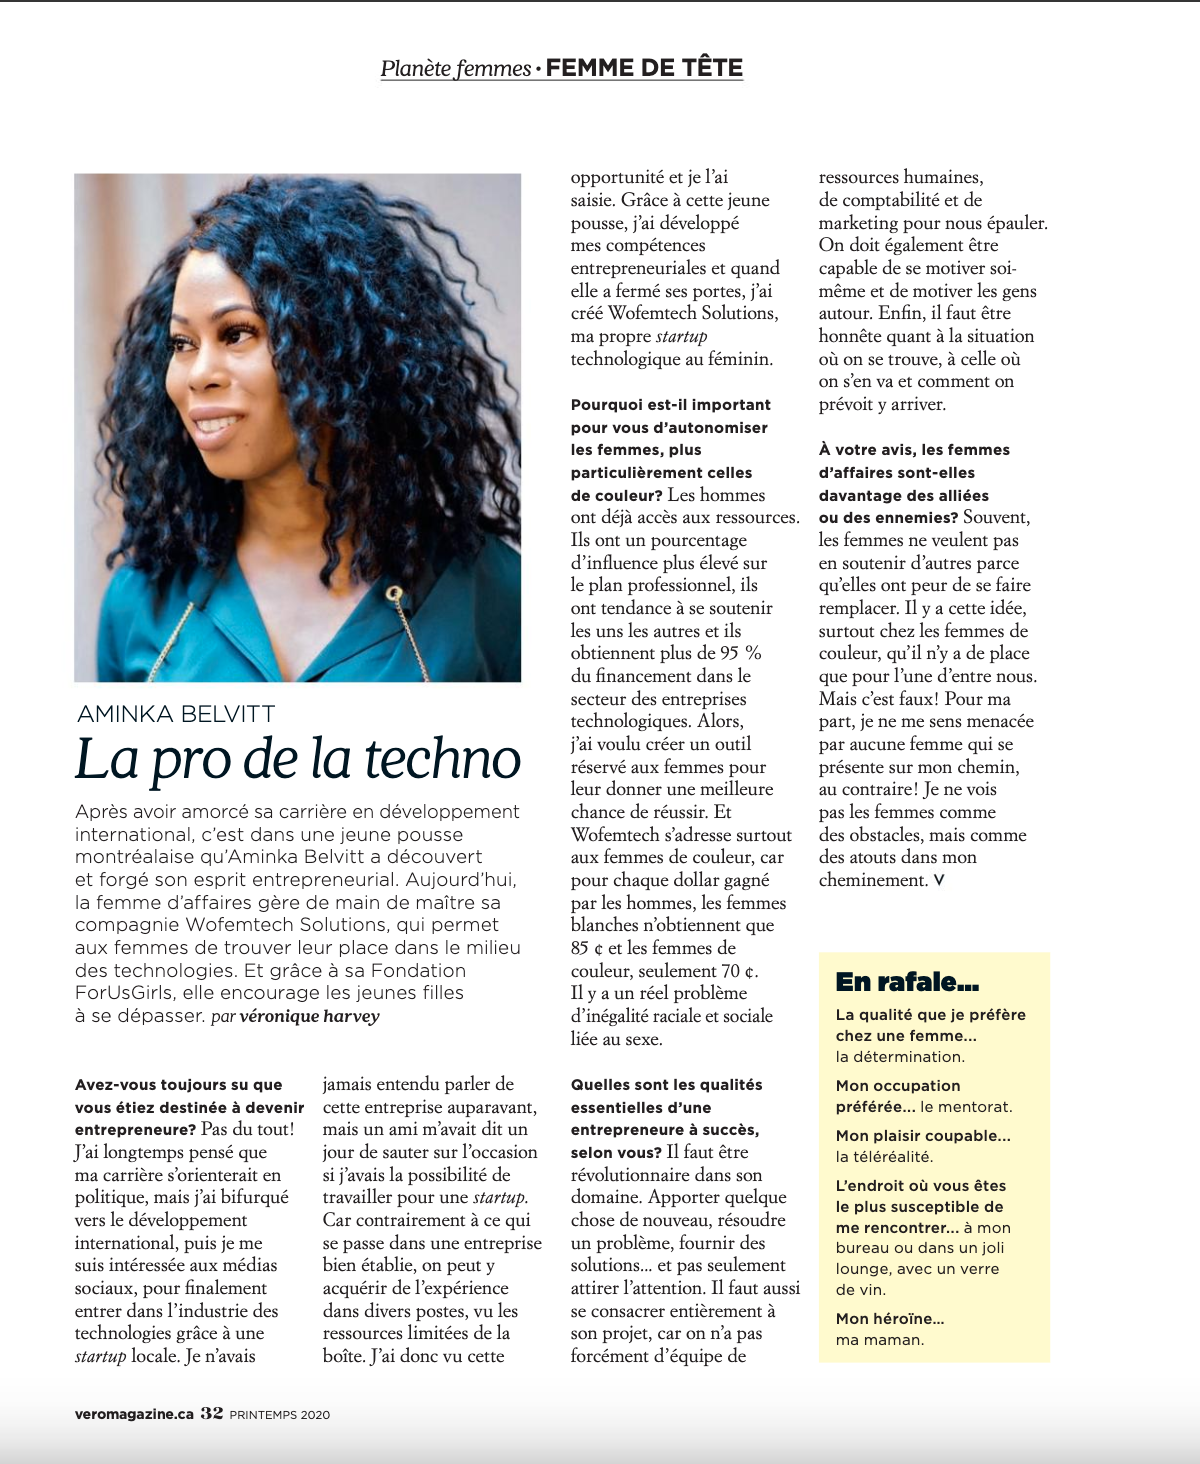 Planète femmes • FEMME DE TÊTE
AMINKA BELVITT
La pro de la techno
Après avoir amorcé sa carrière en développement
international, c'est dans une jeune pousse
montréalaise qu'Aminka Belvitt a découvert
et forgé son esprit entrepreneurial. Aujourd'hui,
la femme d'affaires gère de main de maître sa
compagnie Wofemtech Solutions, qui permet
aux femmes de trouver leur place dans le milieu
des technologies. Et grâce à sa Fondation
ForUsGirls, elle encourage les jeunes filles
à se dépasser. par véronique harvey
Avez-vous toujours su que
vous étiez destinée à devenir
entrepreneure? Pas du tout!
J'ai longtemps pensé que
ma carrière s'orienterait en
politique, mais j'ai bifurqué
vers le développement
international, puis je me
suis intéressée aux médias
sociaux, pour finalement
entrer dans l'industrie des
technologies grâce à une
startup locale. Je n'avais
jamais entendu parler de
cette entreprise auparavant,
mais un ami m'avait dit un
jour de sauter sur l'occasion
si j'avais la possibilité de
travailler pour une startup.
Car contrairement à ce qui
se passe dans une entreprise
bien établie, on peut y
acquérir de l'expérience
dans divers postes, vu les
ressources limitées de la
boîte. J'ai donc vu cette
opportunité et je l'ai
saisie. Grâce à cette jeune
pousse, j'ai développé
mes compétences
entrepreneuriales et quand
elle a fermé ses portes, j'ai
créé Wofemtech Solutions,
ma propre startup
technologique au féminin.
Pourquoi est-il important
pour vous d'autonomiser
les femmes, plus
particulièrement celles
de couleur? Les hommes
ont déjà accès aux ressources.
Ils ont un pourcentage
d'influence plus élevé sur
le plan professionnel, ils
ont tendance à se soutenir
les uns les autres et ils
obtiennent plus de 95 %
du financement dans le
secteur des entreprises
technologiques. Alors,
j'ai voulu créer un outil
réservé aux femmes pour
leur donner une meilleure
chance de réussir. Et
Wofemtech s'adresse surtout
aux femmes de couleur, car
pour chaque dollar gagné
par les hommes, les femmes
blanches n'obtiennent que
85 ¢ et les femmes de
couleur, seulement 70 ¢.
Il y a un réel problème
d'inégalité raciale et sociale
liée au sexe.
Quelles sont les qualités
essentielles d'une
entrepreneure à succès,
selon vous? Il faut être
révolutionnaire dans son
domaine. Apporter quelque
chose de nouveau, résoudre
un problème, fournir des
solutions... et pas seulement
attirer l'attention. Il faut aussi
se consacrer entièrement à
son projet, car on n'a pas
forcément d'équipe de
ressources humaines,
de comptabilité et de
marketing pour nous épauler.
On doit également être
capable de se motiver soi-
même et de motiver les gens
autour. Enfin, il faut être
honnête quant à la situation
où on se trouve, à celle où
on s'en va et comment on
prévoit y arriver.
À votre avis, les femmes
d'affaires sont-elles
davantage des alliées
ou des ennemies? Souvent,
les femmes ne veulent pas
en soutenir d'autres parce
qu'elles ont peur de se faire
remplacer. Il y a cette idée,
surtout chez les femmes de
couleur, qu'il n'y a de place
que pour l'une d'entre nous.
Mais c'est faux! Pour ma
part, je ne me sens menacée
par aucune femme qui se
présente sur mon chemin,
au contraire! Je ne vois
pas les femmes comme
des obstacles, mais comme
des atouts dans mon
cheminement. V
En rafale...
La qualité que je préfère
chez une femme...
la détermination.
Mon occupation
préférée... le mentorat.
Mon plaisir coupable...
la téléréalité.
L'endroit où vous êtes
le plus susceptible de
me rencontrer... à mon
bureau ou dans un joli
lounge, avec un verre
de vin.
Mon héroïne...
ma maman.
veromagazine.ca 32 PRINTEMPS 2020